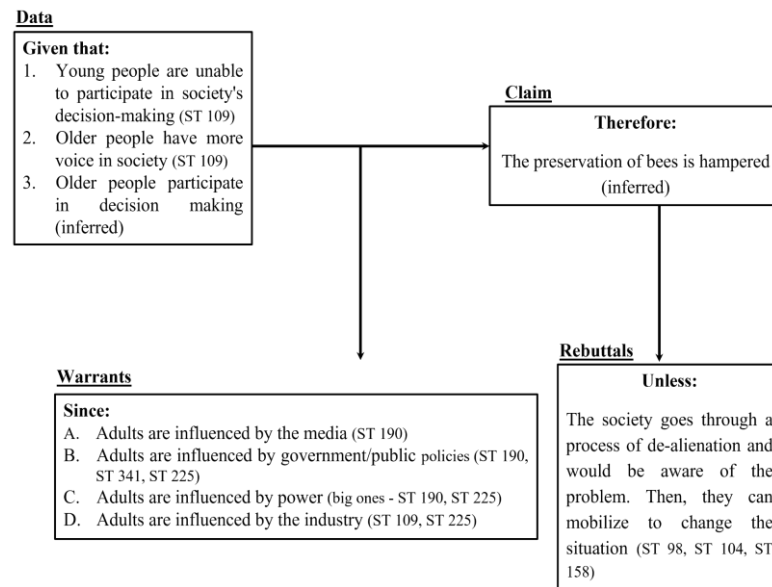 Data
Given that:
1. Young people are unable
to participate in society's
decision-making (ST 109)
2. Older people have more
voice in society (ST 109)
3. Older people participate
in decision making
(inferred)
Claim
Therefore:
The preservation of bees is hampered
(inferred)
Warrants
Since:
A. Adults are influenced by the media (ST 190)
B. Adults are influenced by government/public policies (ST 190,
ST 341, ST 225)
C. Adults are influenced by power (big ones - ST 190, ST 225)
D. Adults are influenced by the industry (ST 109, ST 225)
Rebuttals
Unless:
The society goes through a
process of de-alienation and
would be aware of the
problem. Then, they can
mobilize to change the
situation (ST 98, ST 104, ST
158)